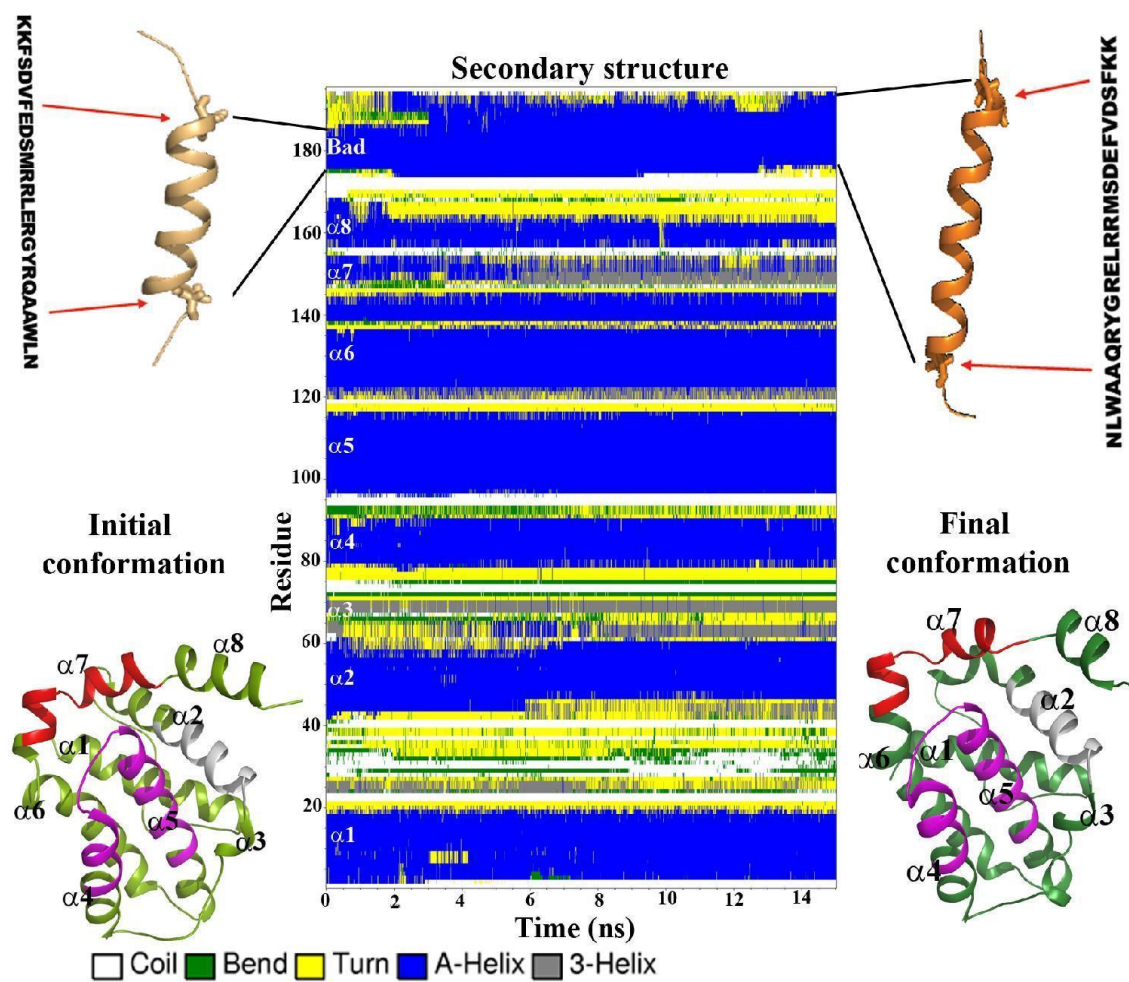 KKFSDVFEDSMRRLERGYRQAAWLN
Secondary structure
NLWAAQRYGRELRRMSDEFVDSFKK
180
Bad
160
α8
α7
140
α6
120
α5
100
α4
80
α3
60
α2
40
20
α1
Residue
0 2 4 6 8 10 12 14
Time (ns)
Initial
conformation
α7
α8
α2
α1
α6
α5
α3
α4
Final
conformation
α7
α8
α2
α1
α6
α5
α3
α4
Coil Bend Turn A-Helix 3-Helix